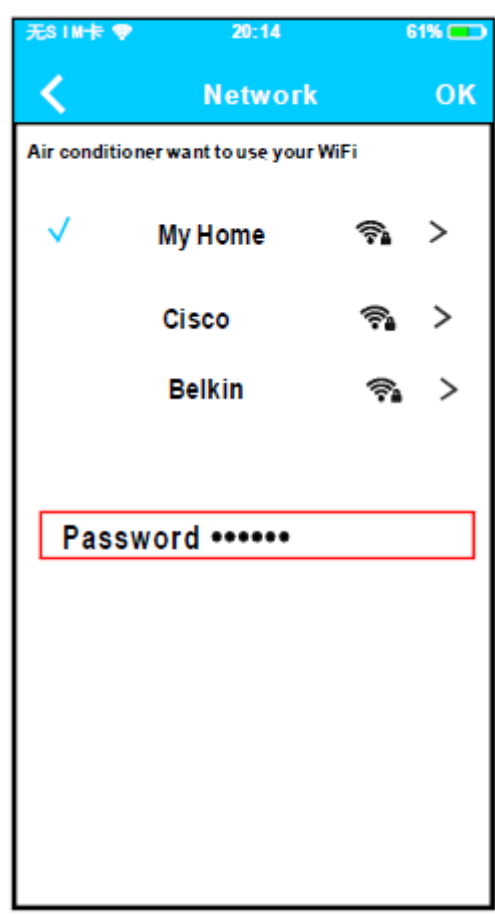 无SIM卡 20:14 61%
Network OK
Air conditioner want to use your WiFi
My Home
Cisco
Belkin
Password ••••••